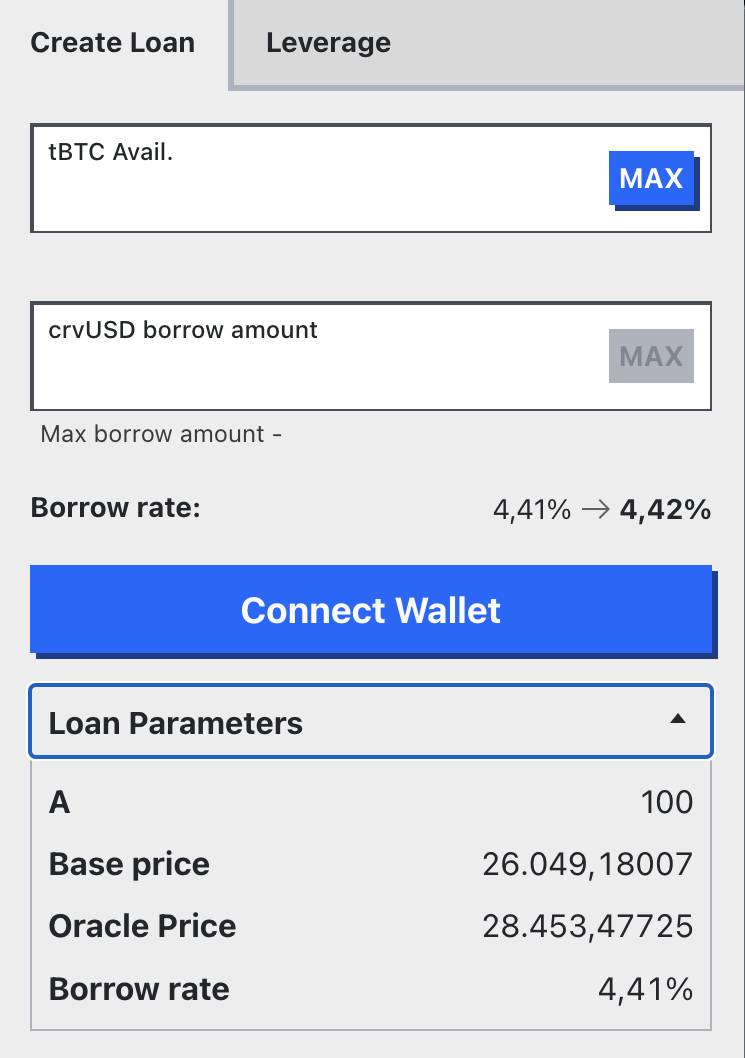 Create Loan Leverage
tBTC Avail.
MAX
crvUSD borrow amount
MAX
Max borrow amount -
Borrow rate: 4,41% → 4,42%
Connect Wallet
Loan Parameters
A 100
Base price 26.049,18007
Oracle Price 28.453,47725
Borrow rate 4,41%